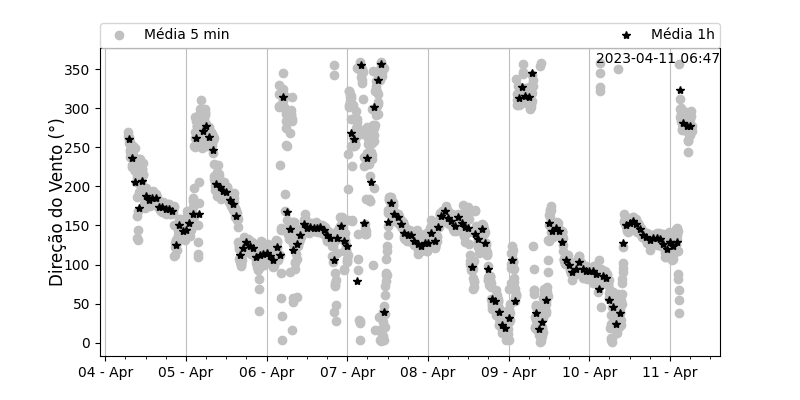 Média 5 min
Média 1h
2023-04-11 06:47
Direção do Vento (°)
350
300
250
200
150
100
50
0
04 - Apr
05 - Apr
06 - Apr
07 - Apr
08 - Apr
09 - Apr
10 - Apr
11 - Apr